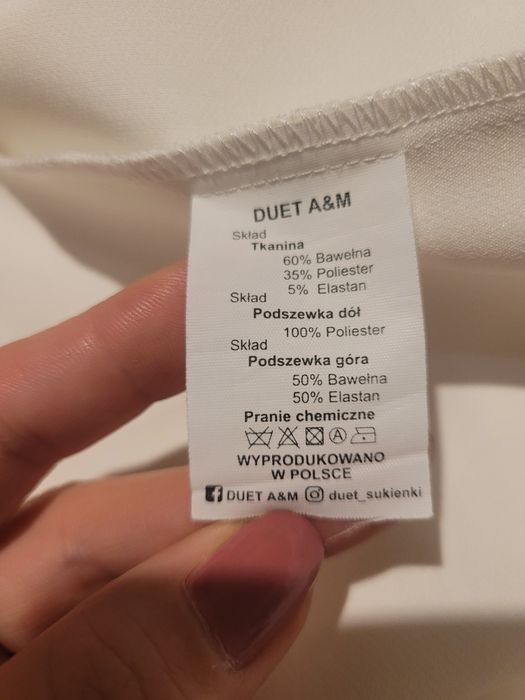 DUET A&M
Skład
Tkanina
60% Bawełna
35% Poliester
5% Elastan
Skład
Podszewka dół
100% Poliester
Skład
Podszewka góra
50% Bawełna
50% Elastan
Pranie chemiczne
A
WYPRODUKOWANO
W POLSCE
DUET A&M duet_sukienki